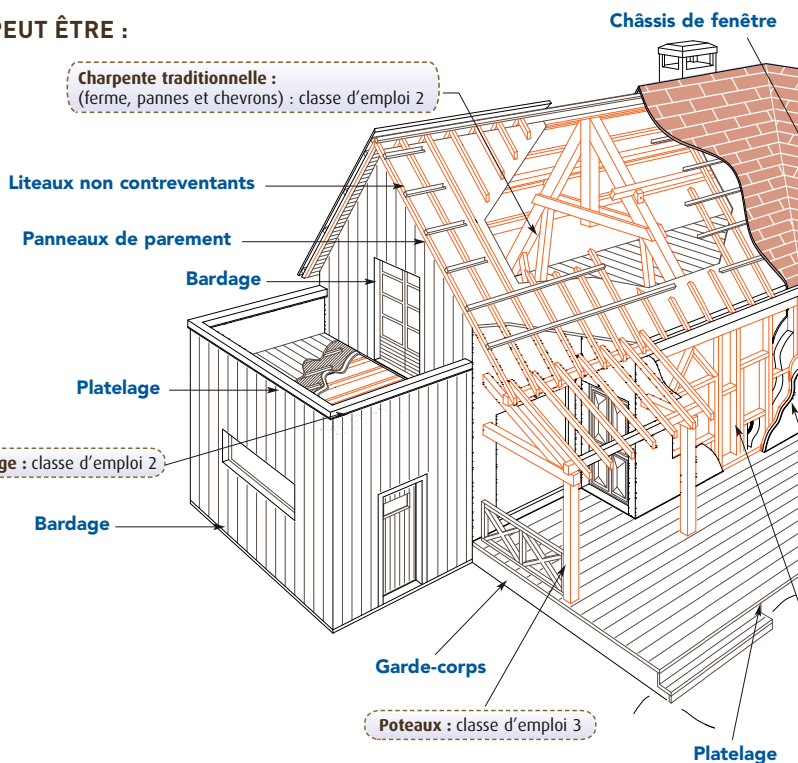 PEUT ÊTRE :
Châssis de fenêtre
Charpente traditionnelle :
(ferme, pannes et chevrons) : classe d'emploi 2
Liteaux non contreventants
Panneaux de parement
Bardage
Platelage
ge : classe d'emploi 2
Bardage
Garde-corps
Poteaux : classe d'emploi 3
Platelage